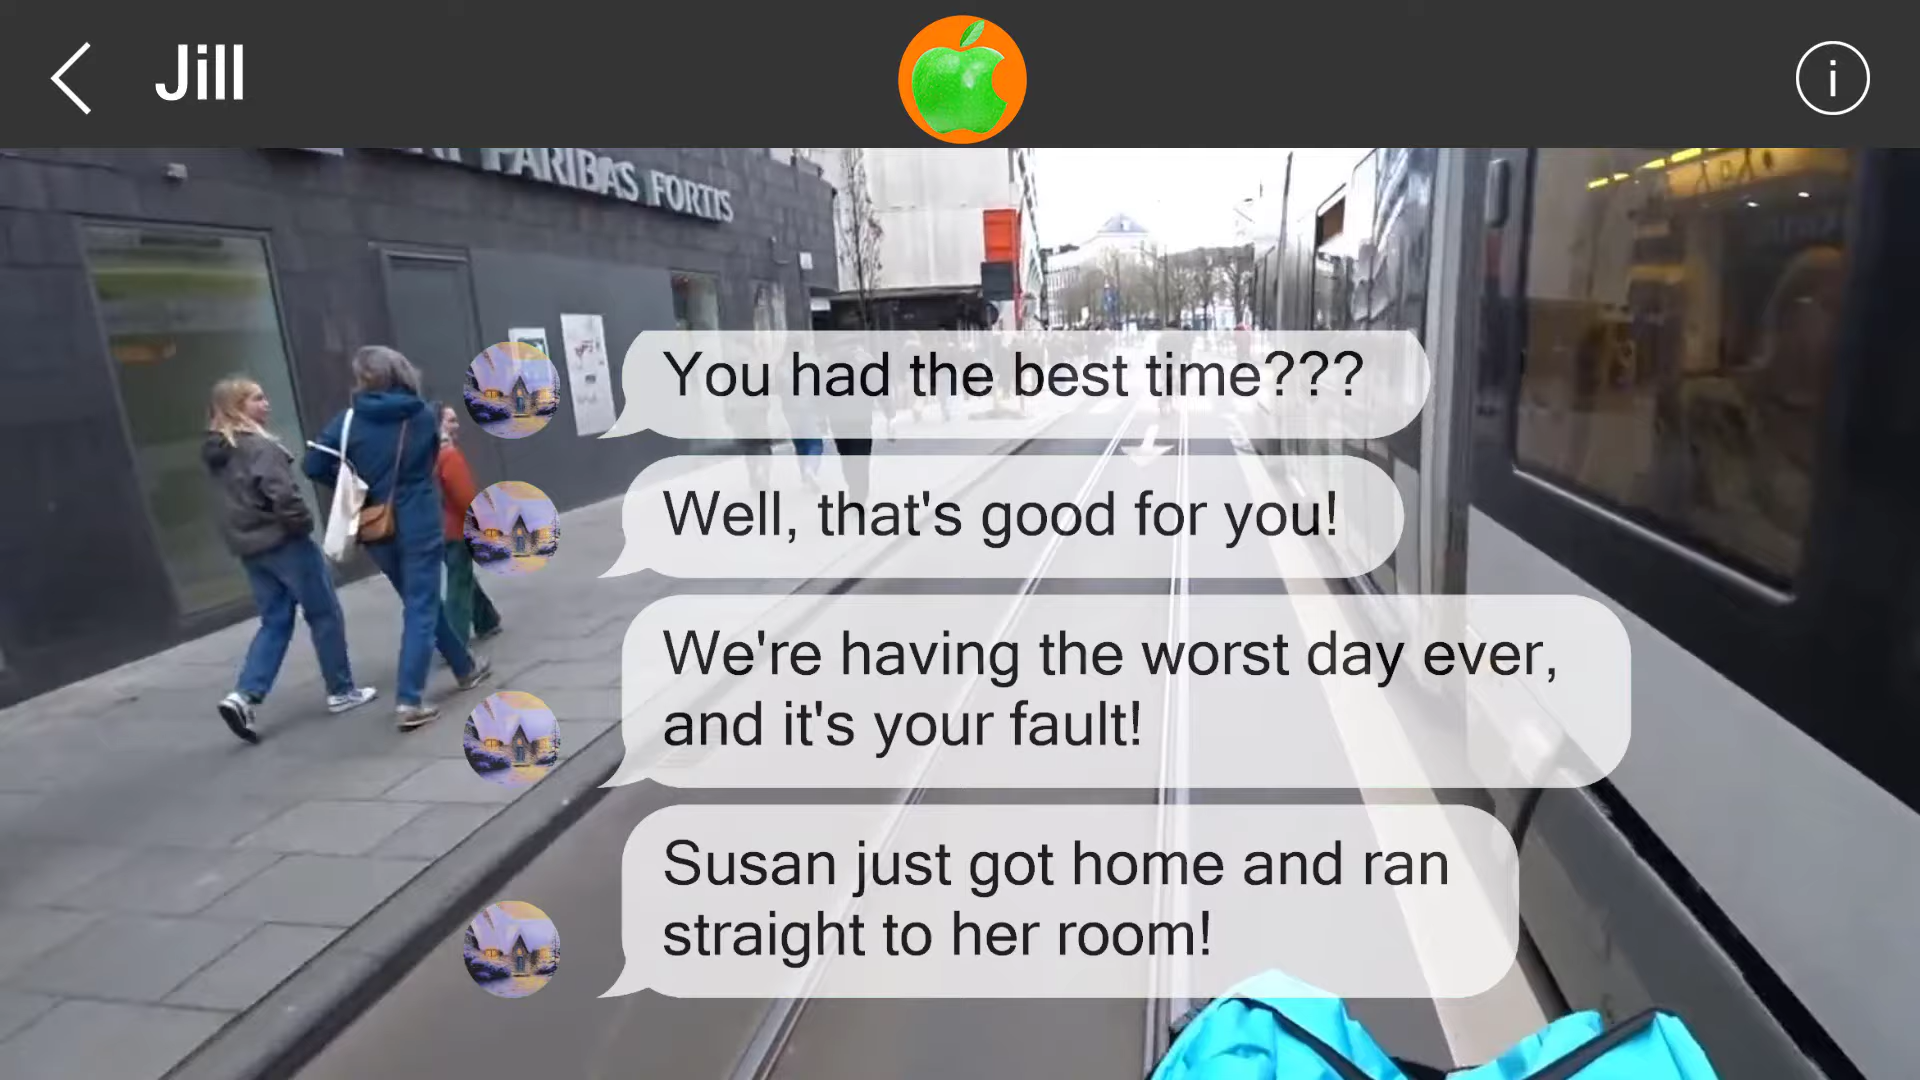 Jill
i
PARIBAS FORTIS
You had the best time???
Well, that's good for you!
We're having the worst day ever,
and it's your fault!
Susan just got home and ran
straight to her room!